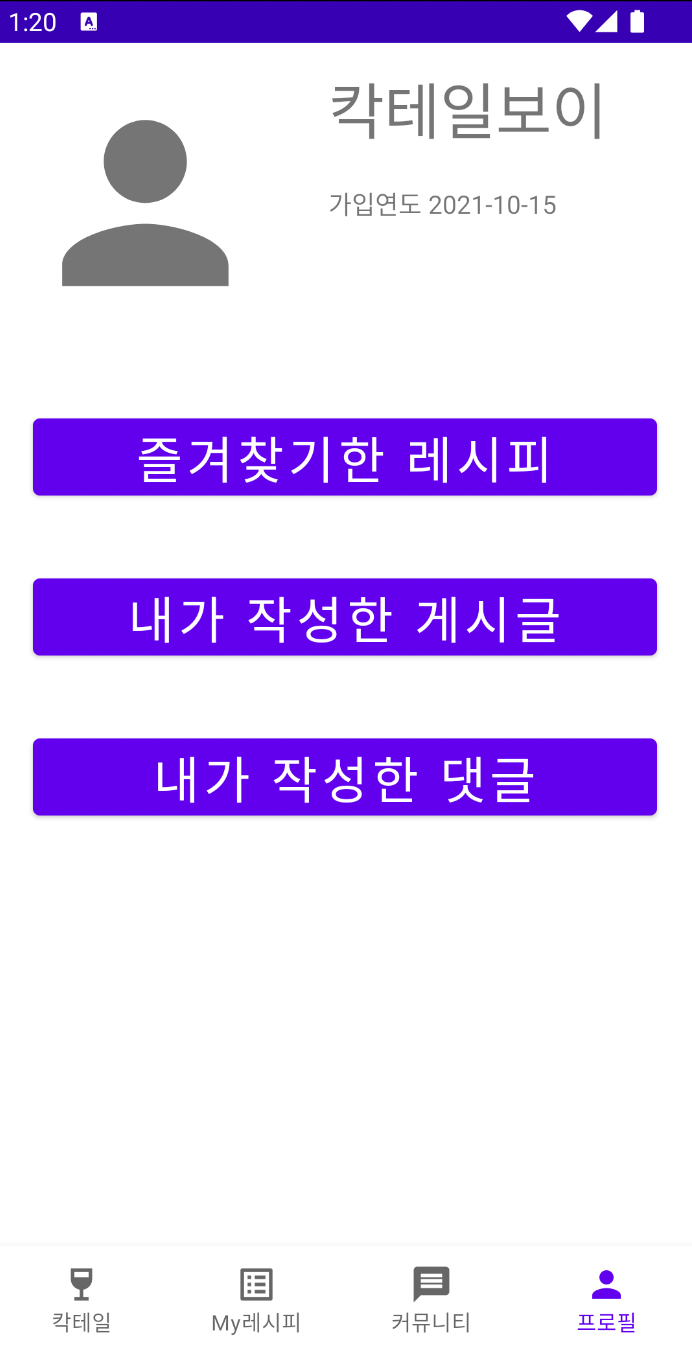 1:20
칵테일보이
가입연도 2021-10-15
즐겨찾기한 레시피
내가 작성한 게시글
내가 작성한 댓글
칵테일
My레시피
커뮤니티
프로필